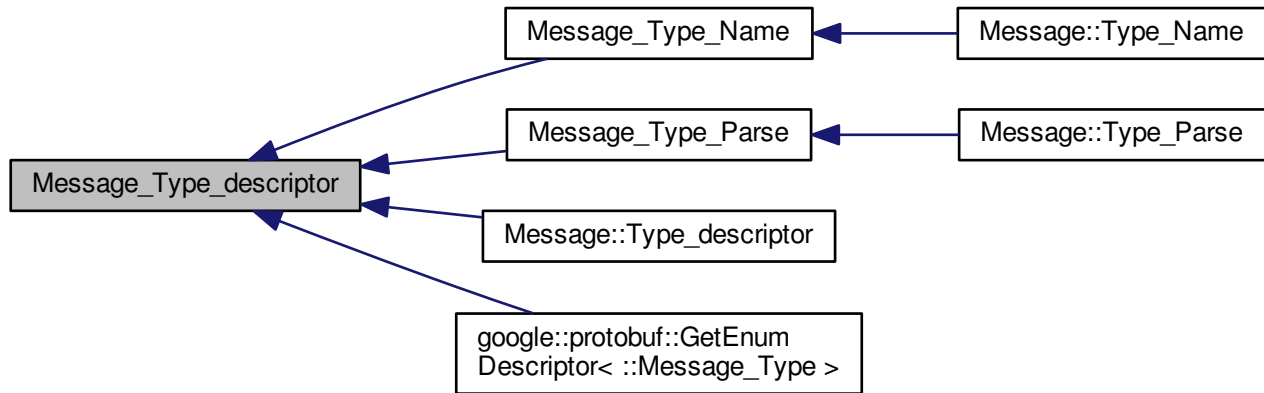 Message_Type_Name
Message::Type_Name
Message_Type_Parse
Message::Type_Parse
Message_Type_descriptor
Message::Type_descriptor
google::protobuf::GetEnum
Descriptor< ::Message_Type >